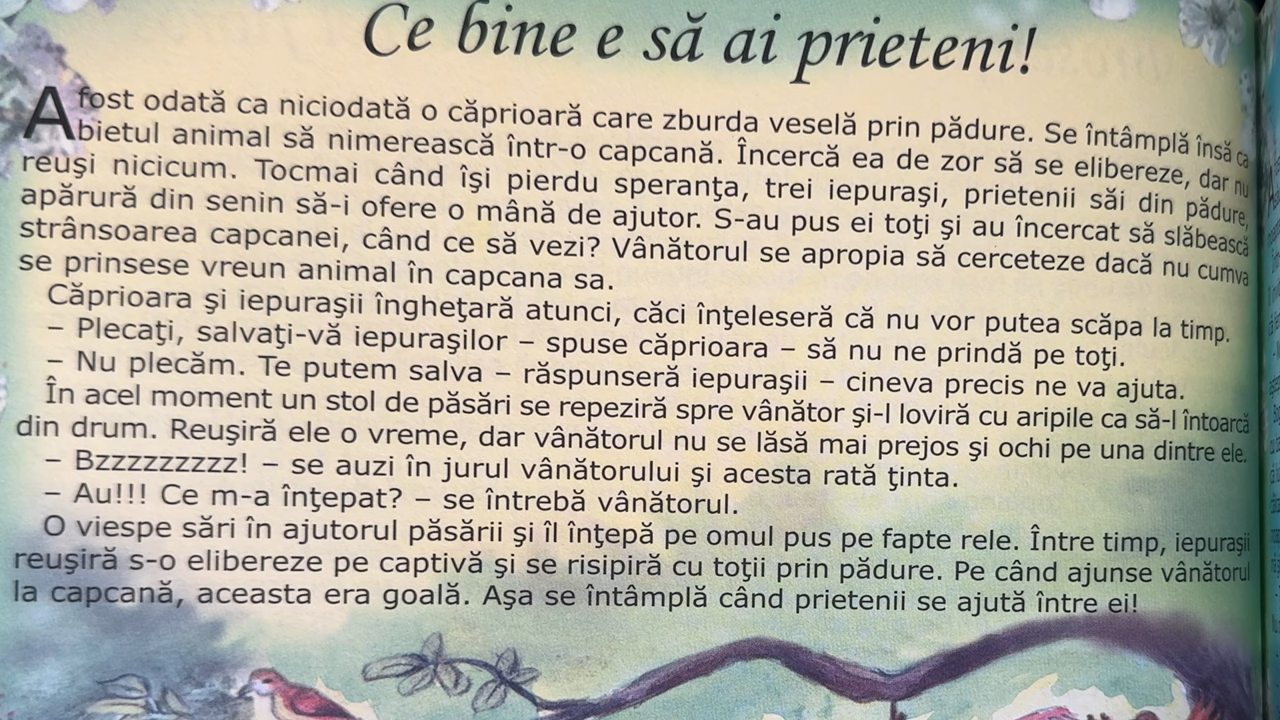 Ce bine e să ai prieteni!
A fost odată ca niciodată o căprioară care zburda veselă prin pădure. Se întâmplă însă ca
bietul animal să nimerească într-o capcană. Încercă ea de zor să se elibereze, dar nu
reuşi nicicum. Tocmai când îşi pierdu speranţa, trei iepuraşi, prietenii săi din pădure,
apărură din senin să-i ofere o mână de ajutor. S-au pus ei toţi şi au încercat să slăbească
strânsoarea capcanei, când ce să vezi? Vânătorul se apropia să cerceteze dacă nu cumva
se prinsese vreun animal în capcana sa.
Căprioara şi iepuraşii îngheţară atunci, căci înţeleseră că nu vor putea scăpa la timp.
– Plecaţi, salvaţi-vă iepuraşilor – spuse căprioara – să nu ne prindă pe toţi.
– Nu plecăm. Te putem salva – răspunseră iepuraşii – cineva precis ne va ajuta.
În acel moment un stol de păsări se repeziră spre vânător şi-l loviră cu aripile ca să-l întoarcă
din drum. Reuşiră ele o vreme, dar vânătorul nu se lăsă mai prejos şi ochi pe una dintre ele.
– Bzzzzzzzzz! – se auzi în jurul vânătorului şi acesta rată ţinta.
– Au!!! Ce m-a înţepat? – se întrebă vânătorul.
O viespe sări în ajutorul păsării şi îl înţepă pe omul pus pe fapte rele. Între timp, iepuraşii
reuşiră s-o elibereze pe captivă şi se risipiră cu toţii prin pădure. Pe când ajunse vânătorul
la capcană, aceasta era goală. Aşa se întâmplă când prietenii se ajută între ei!